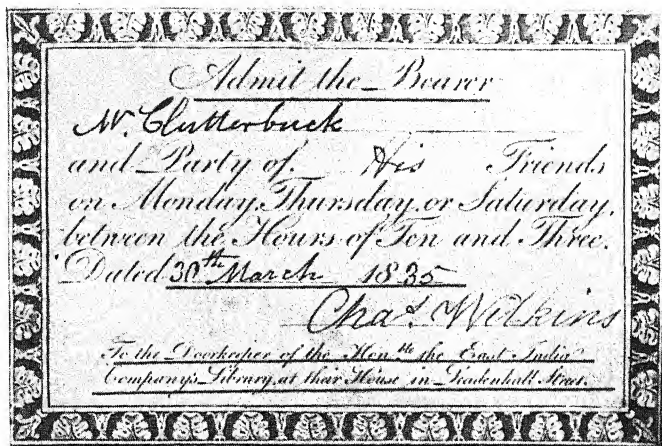 Admit the Bearer
Mr. Clutterbuck
and Party of His Friends
on Monday, Thursday, or Saturday,
between the Hours of Ten and Three.
Dated 30th March 1835
Chas. Wilkins
To the Doorkeeper of the Honble the East India
Company's Library, at their House in Leadenhall Street.